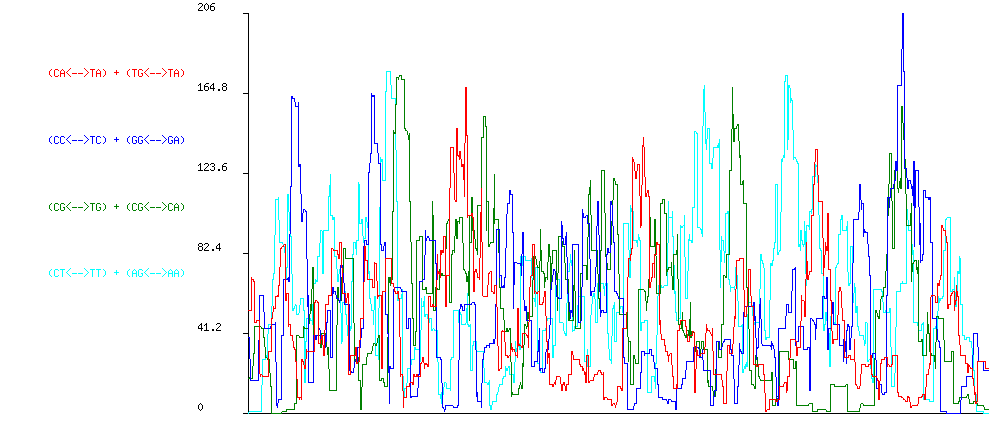 206
(CA<-->TA) + (TG<-->TA)
164.8
(CC<-->TC) + (GG<-->GA)
123.6
(CG<-->TG) + (CG<-->CA)
82.4
(CT<-->TT) + (AG<-->AA)
41.2
0